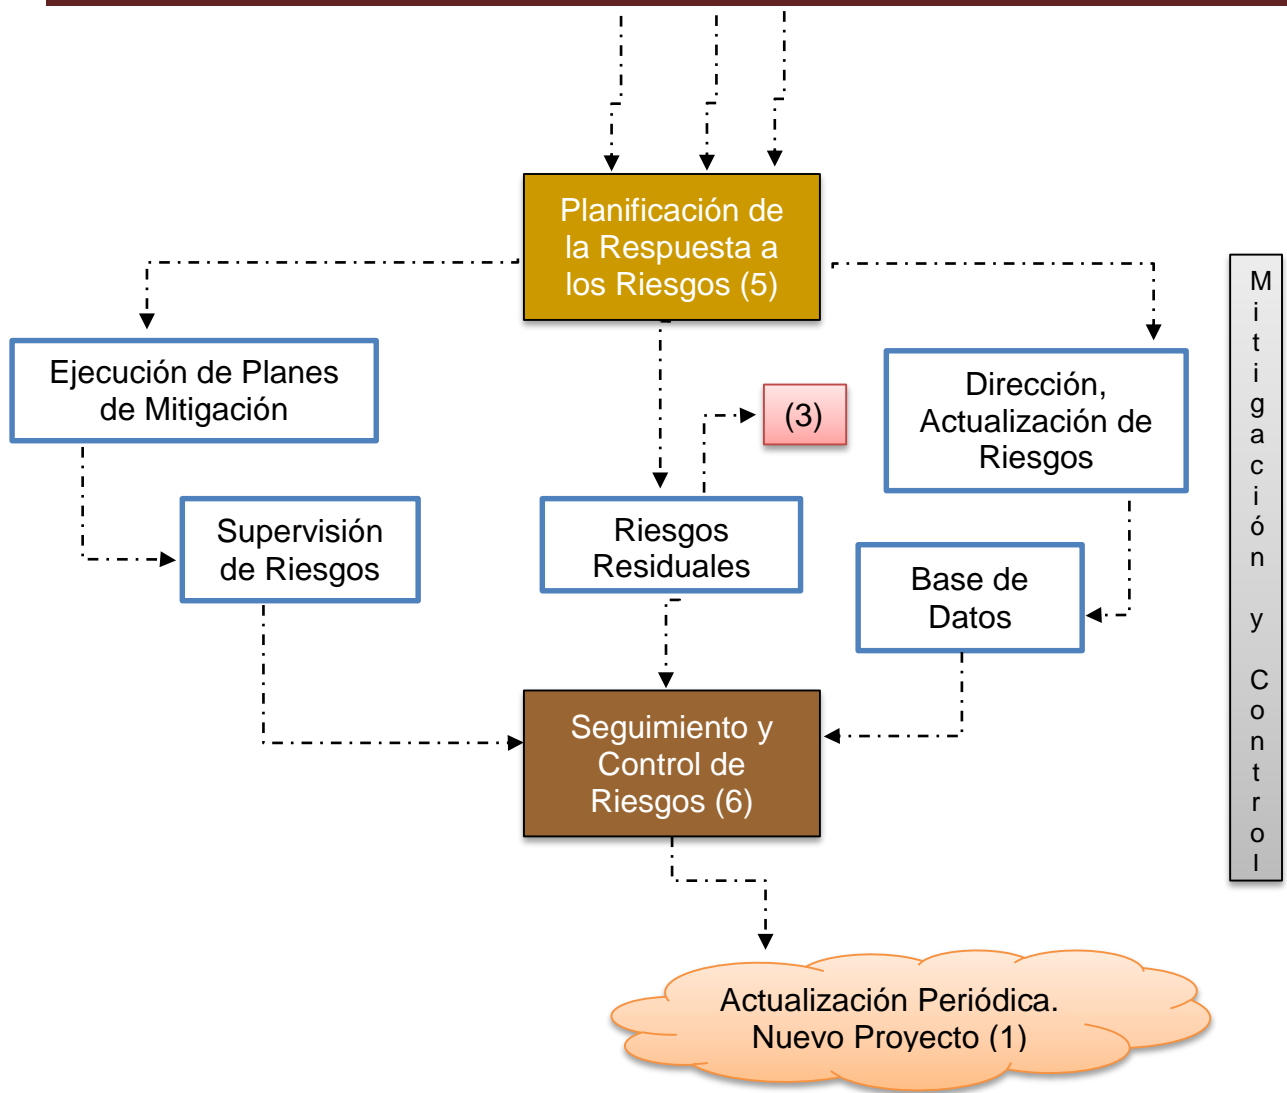 Planificación de
la Respuesta a
los Riesgos (5)
Ejecución de Planes
de Mitigación
(3)
Dirección,
Actualización de
Riesgos
Supervisión
de Riesgos
Riesgos
Residuales
Base de
Datos
Seguimiento y
Control de
Riesgos (6)
Actualización Periódica.
Nuevo Proyecto (1)
Mitigación y Control